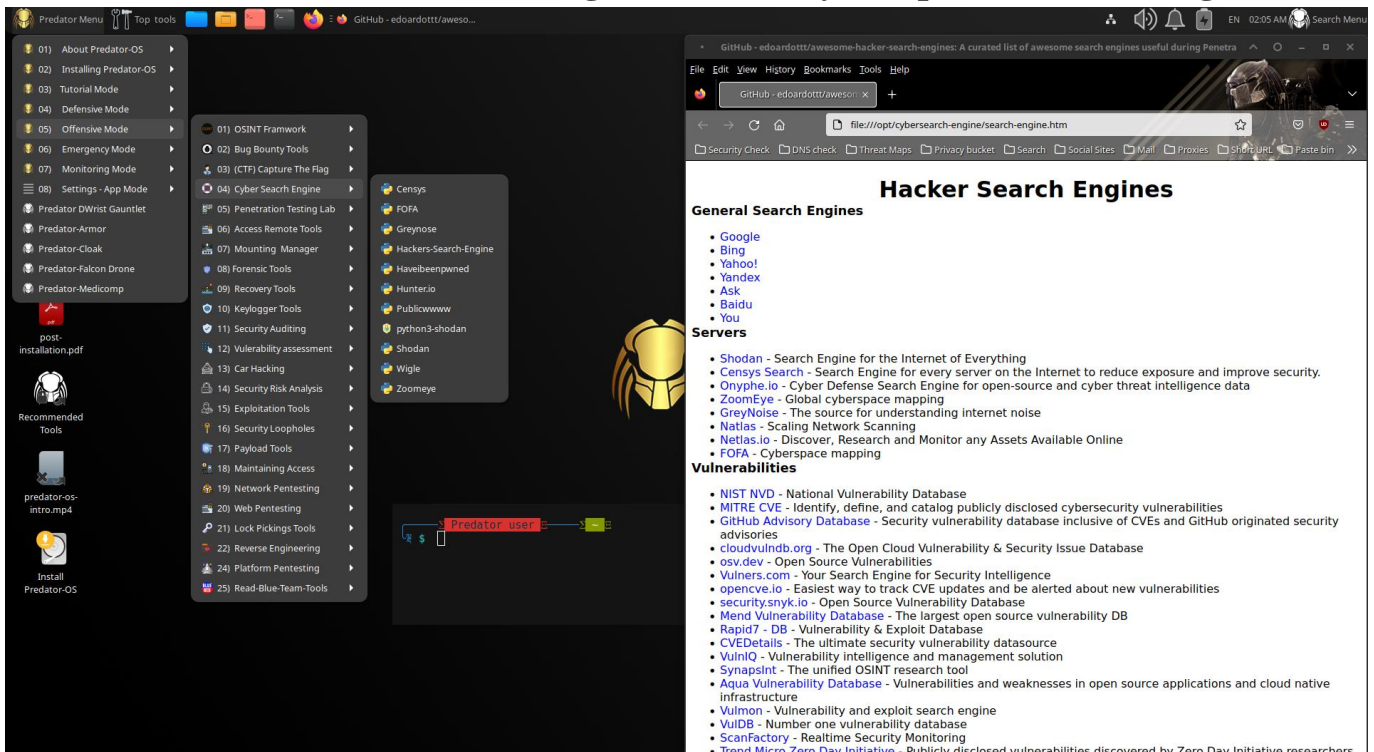 Predator Menu
Top tools
GitHub - edoardottt/aweso...
EN 02:05 AM
Search Menu
01) About Predator-OS
02) Installing Predator-OS
03) Tutorial Mode
04) Defensive Mode
05) Offensive Mode
06) Emergency Mode
07) Monitoring Mode
08) Settings - App Mode
Predator DWrist Gauntlet
Predator-Armor
Predator-Cloak
Predator-Falcon Drone
Predator-Medicomp
pdf
post-
installation.pdf
Recommended
Tools
predator-os-
intro.mp4
Install
Predator-OS
01) OSINT Framwork
02) Bug Bounty Tools
03) (CTF) Capture The Flag
04) Cyber Seacrh Engine
05) Penetration Testing Lab
06) Access Remote Tools
07) Mounting Manager
08) Forensic Tools
09) Recovery Tools
10) Keylogger Tools
11) Security Auditing
12) Vulerability assessment
13) Car Hacking
14) Security Risk Analysis
15) Exploitation Tools
16) Security Loopholes
17) Payload Tools
18) Maintaining Access
19) Network Pentesting
20) Web Pentesting
21) Lock Pickings Tools
22) Reverse Engineering
24) Platform Pentesting
25) Read-Blue-Team-Tools
Censys
FOFA
Greynose
Hackers-Search-Engine
Haveibeenpwned
Hunter.io
Publicwwww
python3-shodan
Shodan
Wigle
Zoomeye
Predator user
~
$
GitHub - edoardottt/awesome-hacker-search-engines: A curated list of awesome search engines useful during Penetra
File Edit View History Bookmarks Tools Help
GitHub - edoardottt/awesom
file:///opt/cybersearch-engine/search-engine.htm
Security Check DNS check Threat Maps Privacy bucket Search Social Sites Mail Proxies Short URL Paste bin
Hacker Search Engines
General Search Engines
• Google
• Bing
• Yahoo!
• Yandex
• Ask
• Baidu
• You
Servers
• Shodan - Search Engine for the Internet of Everything
• Censys Search - Search Engine for every server on the Internet to reduce exposure and improve security.
• Onyphe.io - Cyber Defense Search Engine for open-source and cyber threat intelligence data
• ZoomEye - Global cyberspace mapping
• GreyNoise - The source for understanding internet noise
• Natlas - Scaling Network Scanning
• Netlas.io - Discover, Research and Monitor any Assets Available Online
• FOFA - Cyberspace mapping
Vulnerabilities
• NIST NVD - National Vulnerability Database
• MITRE CVE - Identify, define, and catalog publicly disclosed cybersecurity vulnerabilities
• GitHub Advisory Database - Security vulnerability database inclusive of CVEs and GitHub originated security
advisories
• cloudvulndb.org - The Open Cloud Vulnerability & Security Issue Database
• osv.dev - Open Source Vulnerabilities
• Vulners.com - Your Search Engine for Security Intelligence
• opencve.io - Easiest way to track CVE updates and be alerted about new vulnerabilities
• security.snyk.io - Open Source Vulnerability Database
• Mend Vulnerability Database - The largest open source vulnerability DB
• Rapid7 - DB - Vulnerability & Exploit Database
• CVEDetails - The ultimate security vulnerability datasource
• VulnIQ - Vulnerability intelligence and management solution
• SynapsInt - The unified OSINT research tool
• Aqua Vulnerability Database - Vulnerabilities and weaknesses in open source applications and cloud native
infrastructure
• Vulmon - Vulnerability and exploit search engine
• VulDB - Number one vulnerability database
• ScanFactory - Realtime Security Monitoring
• Trend Micro Zero Day Initiative - Publicly disclosed vulnerabilities discovered by Zero Day Initiative researchers